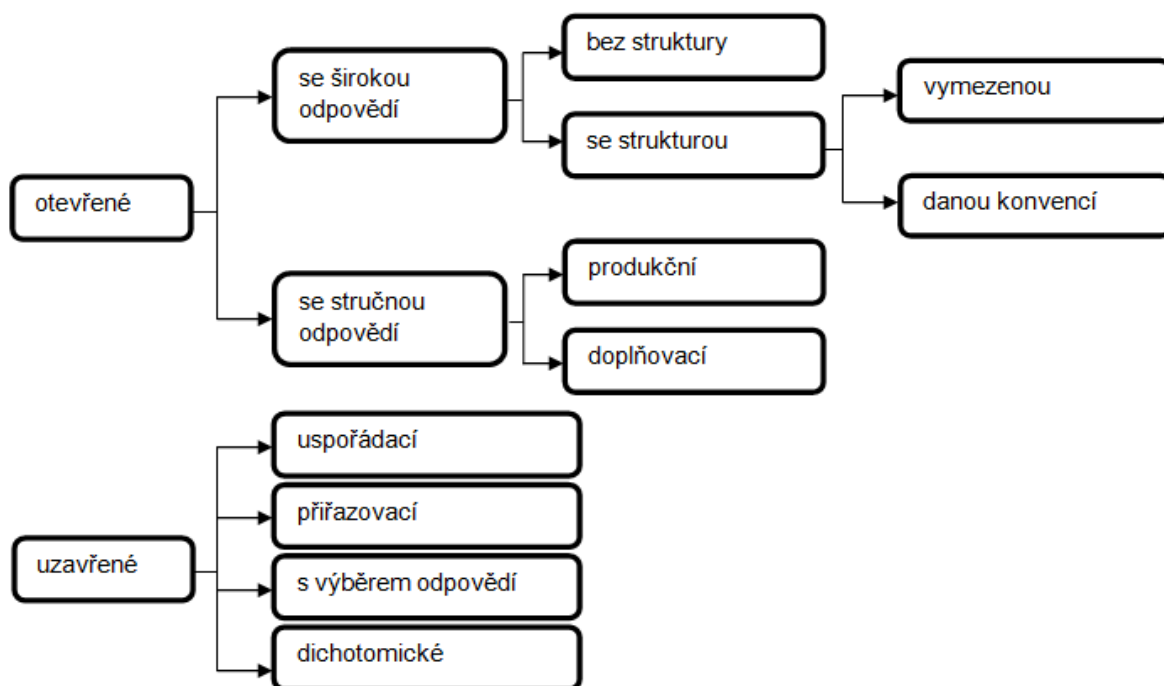 otevřené
se širokou
odpovědí
bez struktury
se strukturou
vymezenou
danou konvencí
se stručnou
odpovědí
produkční
doplňovací
uzavřené
uspořádací
přiřazovací
s výběrem odpovědí
dichotomické